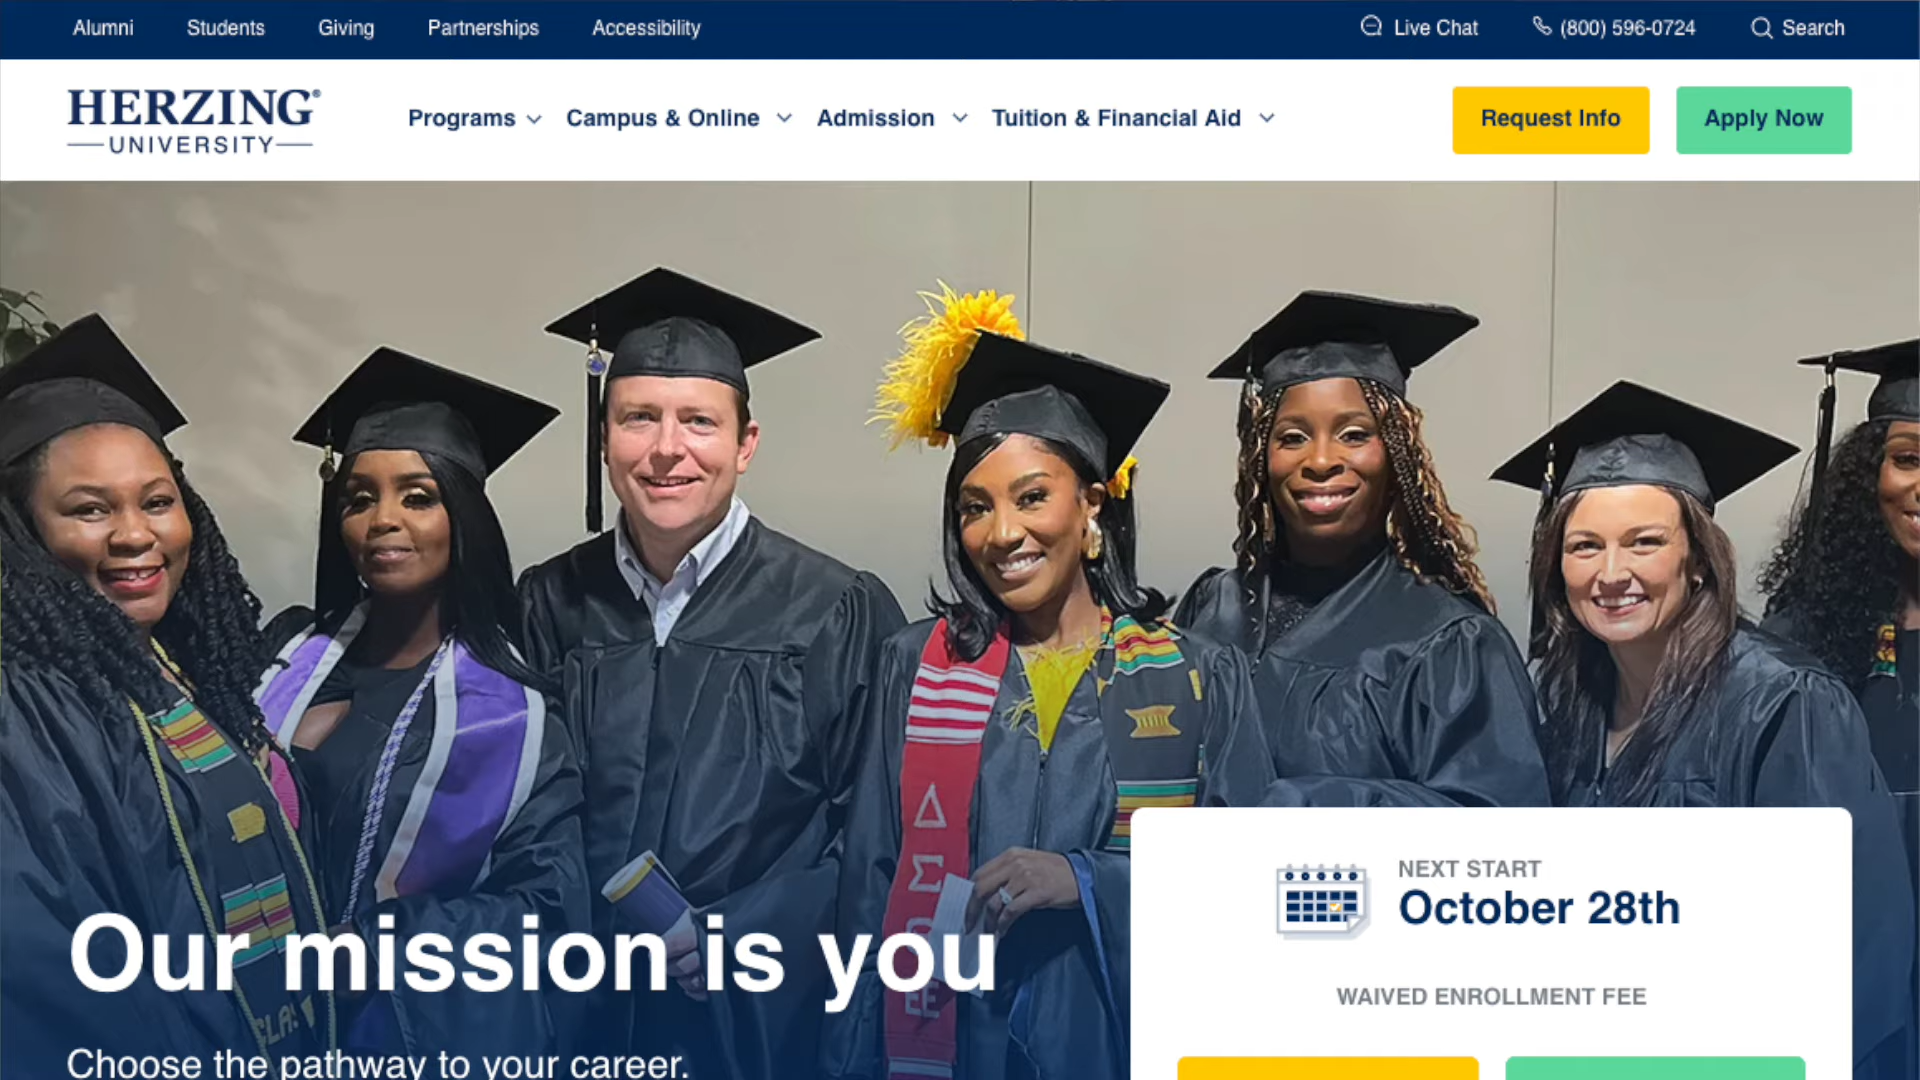 Alumni Students Giving Partnerships Accessibility Live Chat (800) 596-0724 Search
HERZING®
UNIVERSITY
Programs Campus & Online Admission Tuition & Financial Aid Request Info Apply Now
Δ
Σ
NEXT START
October 28th
Our mission is you
WAIVED ENROLLMENT FEE
Choose the pathway to your career.